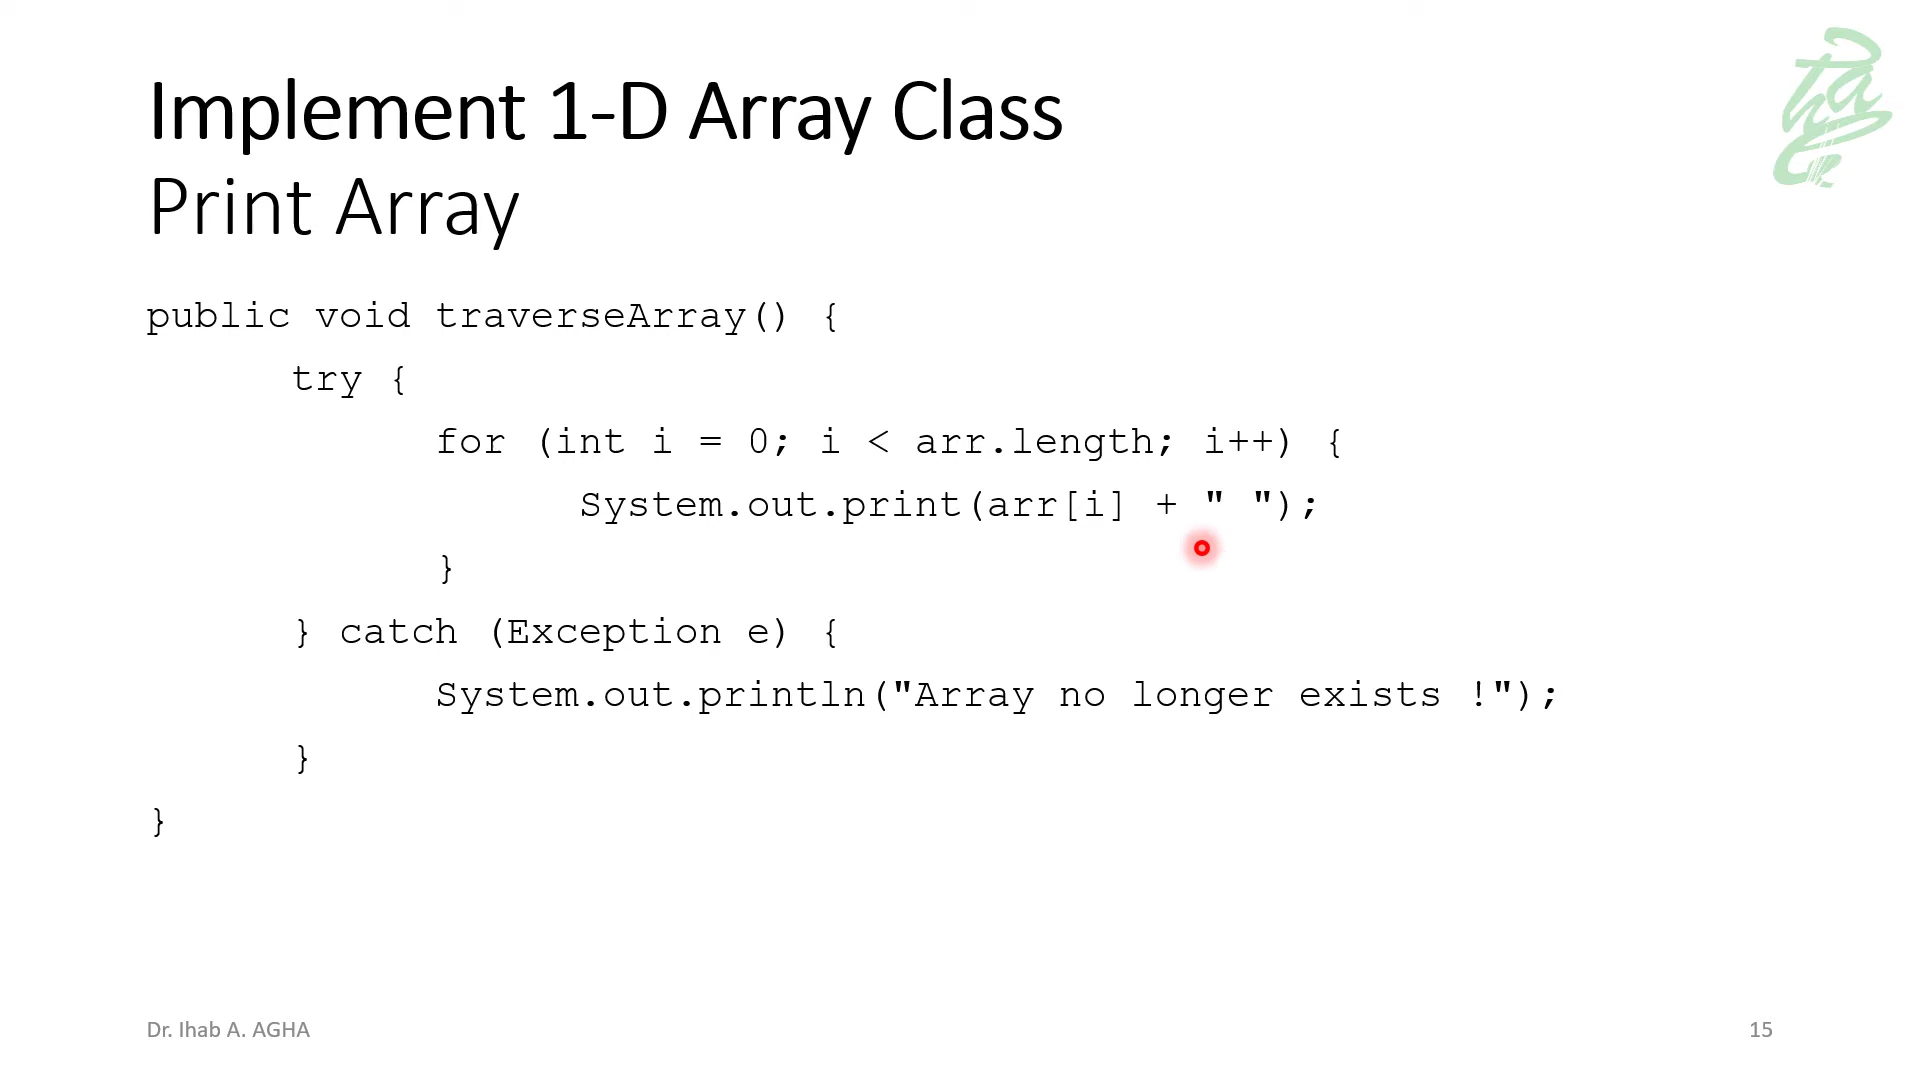 Implement 1-D Array Class
Print Array
public void traverseArray() {
try {
for (int i = 0; i < arr.length; i++) {
System.out.print(arr[i] + " ");
}
} catch (Exception e) {
System.out.println("Array no longer exists !");
}
}
Dr. Ihab A. AGHA
15